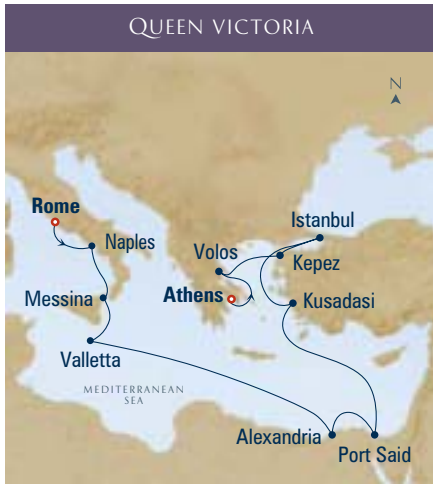 QUEEN VICTORIA
N
Rome
Naples
Istanbul
Volos
Kepez
Athens
Messina
Kusadasi
Valletta
MEDITERRANEAN
SEA
Alexandria
Port Said